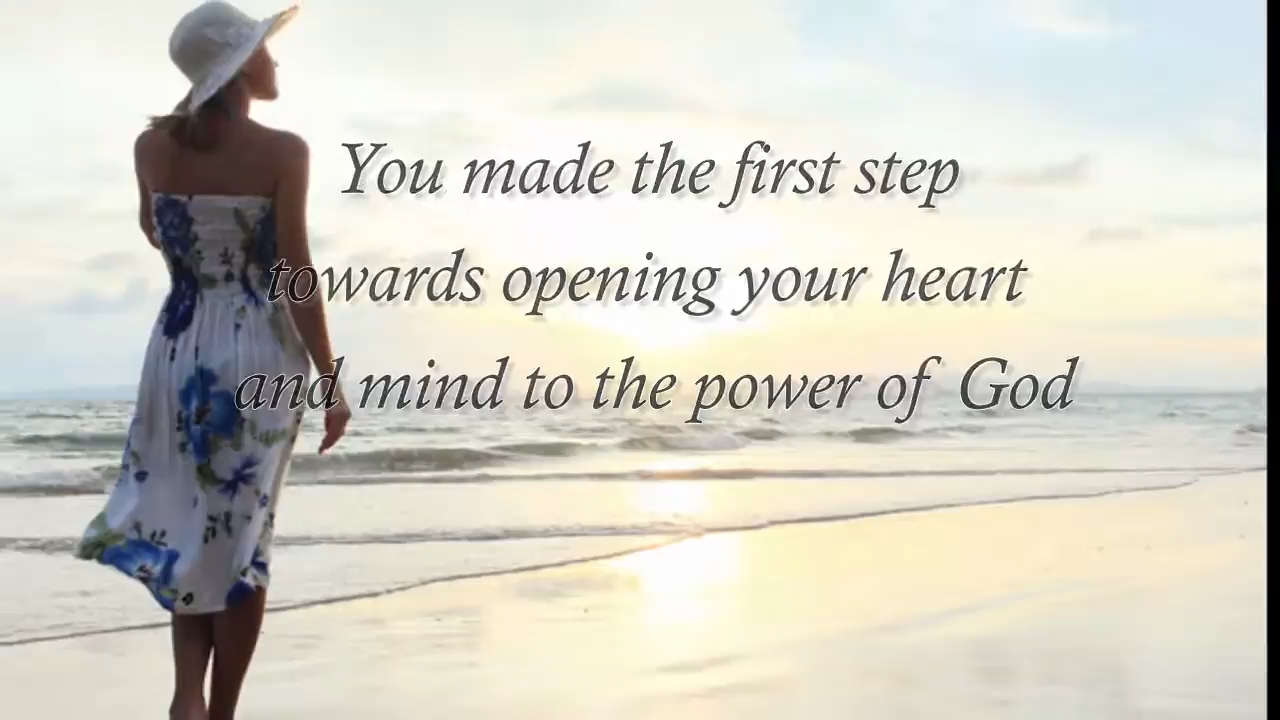 You made the first step
towards opening your heart
and mind to the power of God